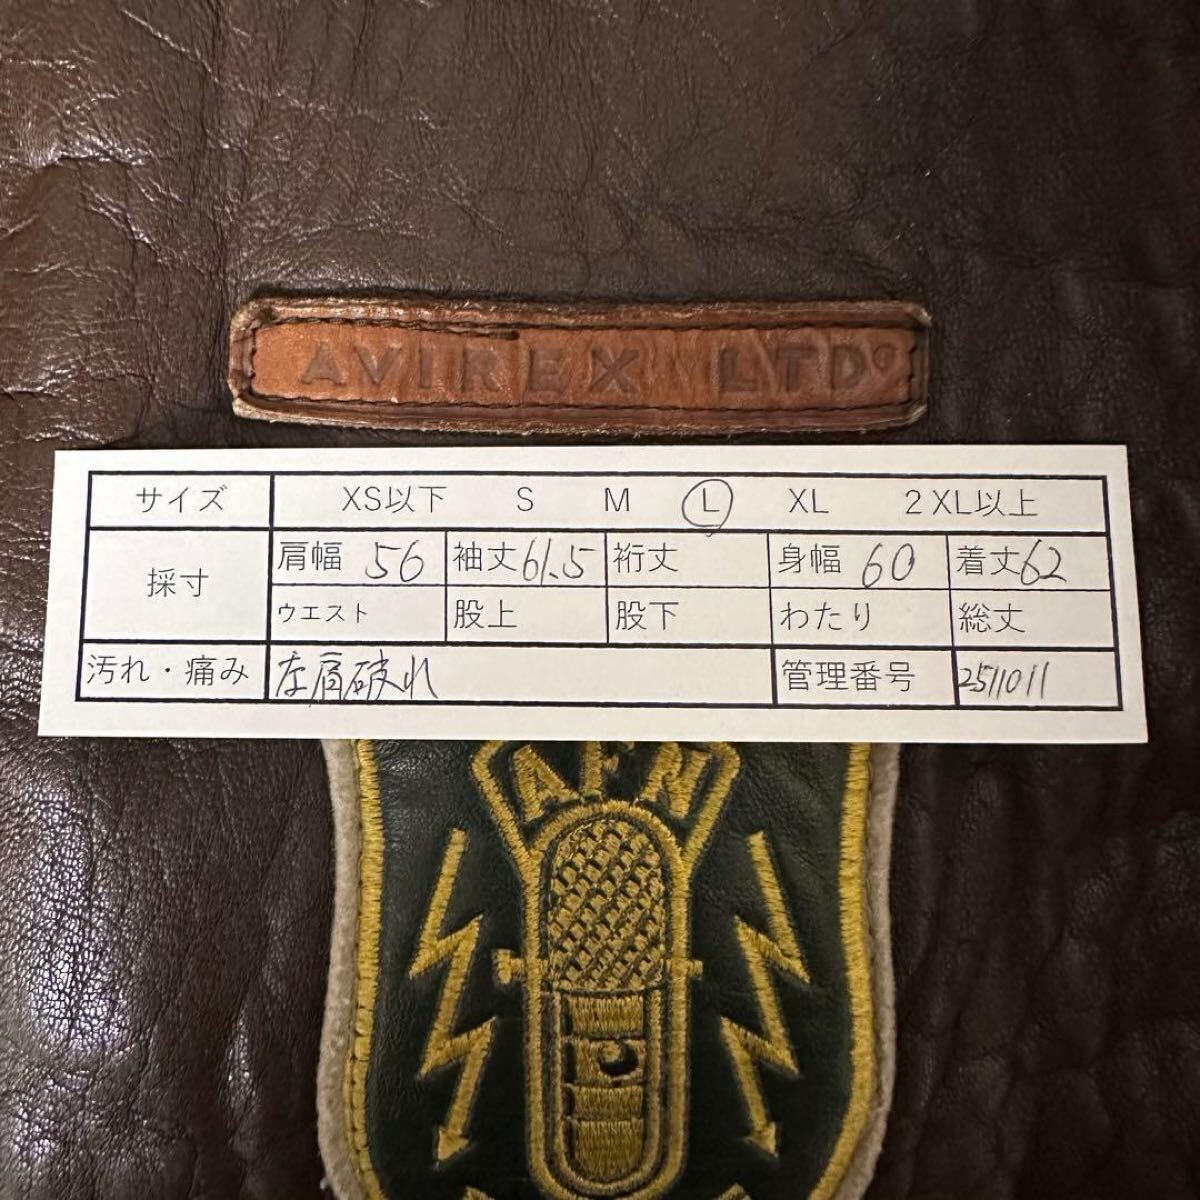 AVIREX LTD°
サイズ XS以下 S M L XL 2XL以上
採寸 肩幅 56 袖丈 61.5 裄丈 身幅 60 着丈 62
ウエスト 股上 股下 わたり 総丈
汚れ・痛み 左肩破れ 管理番号 2511011
AFN